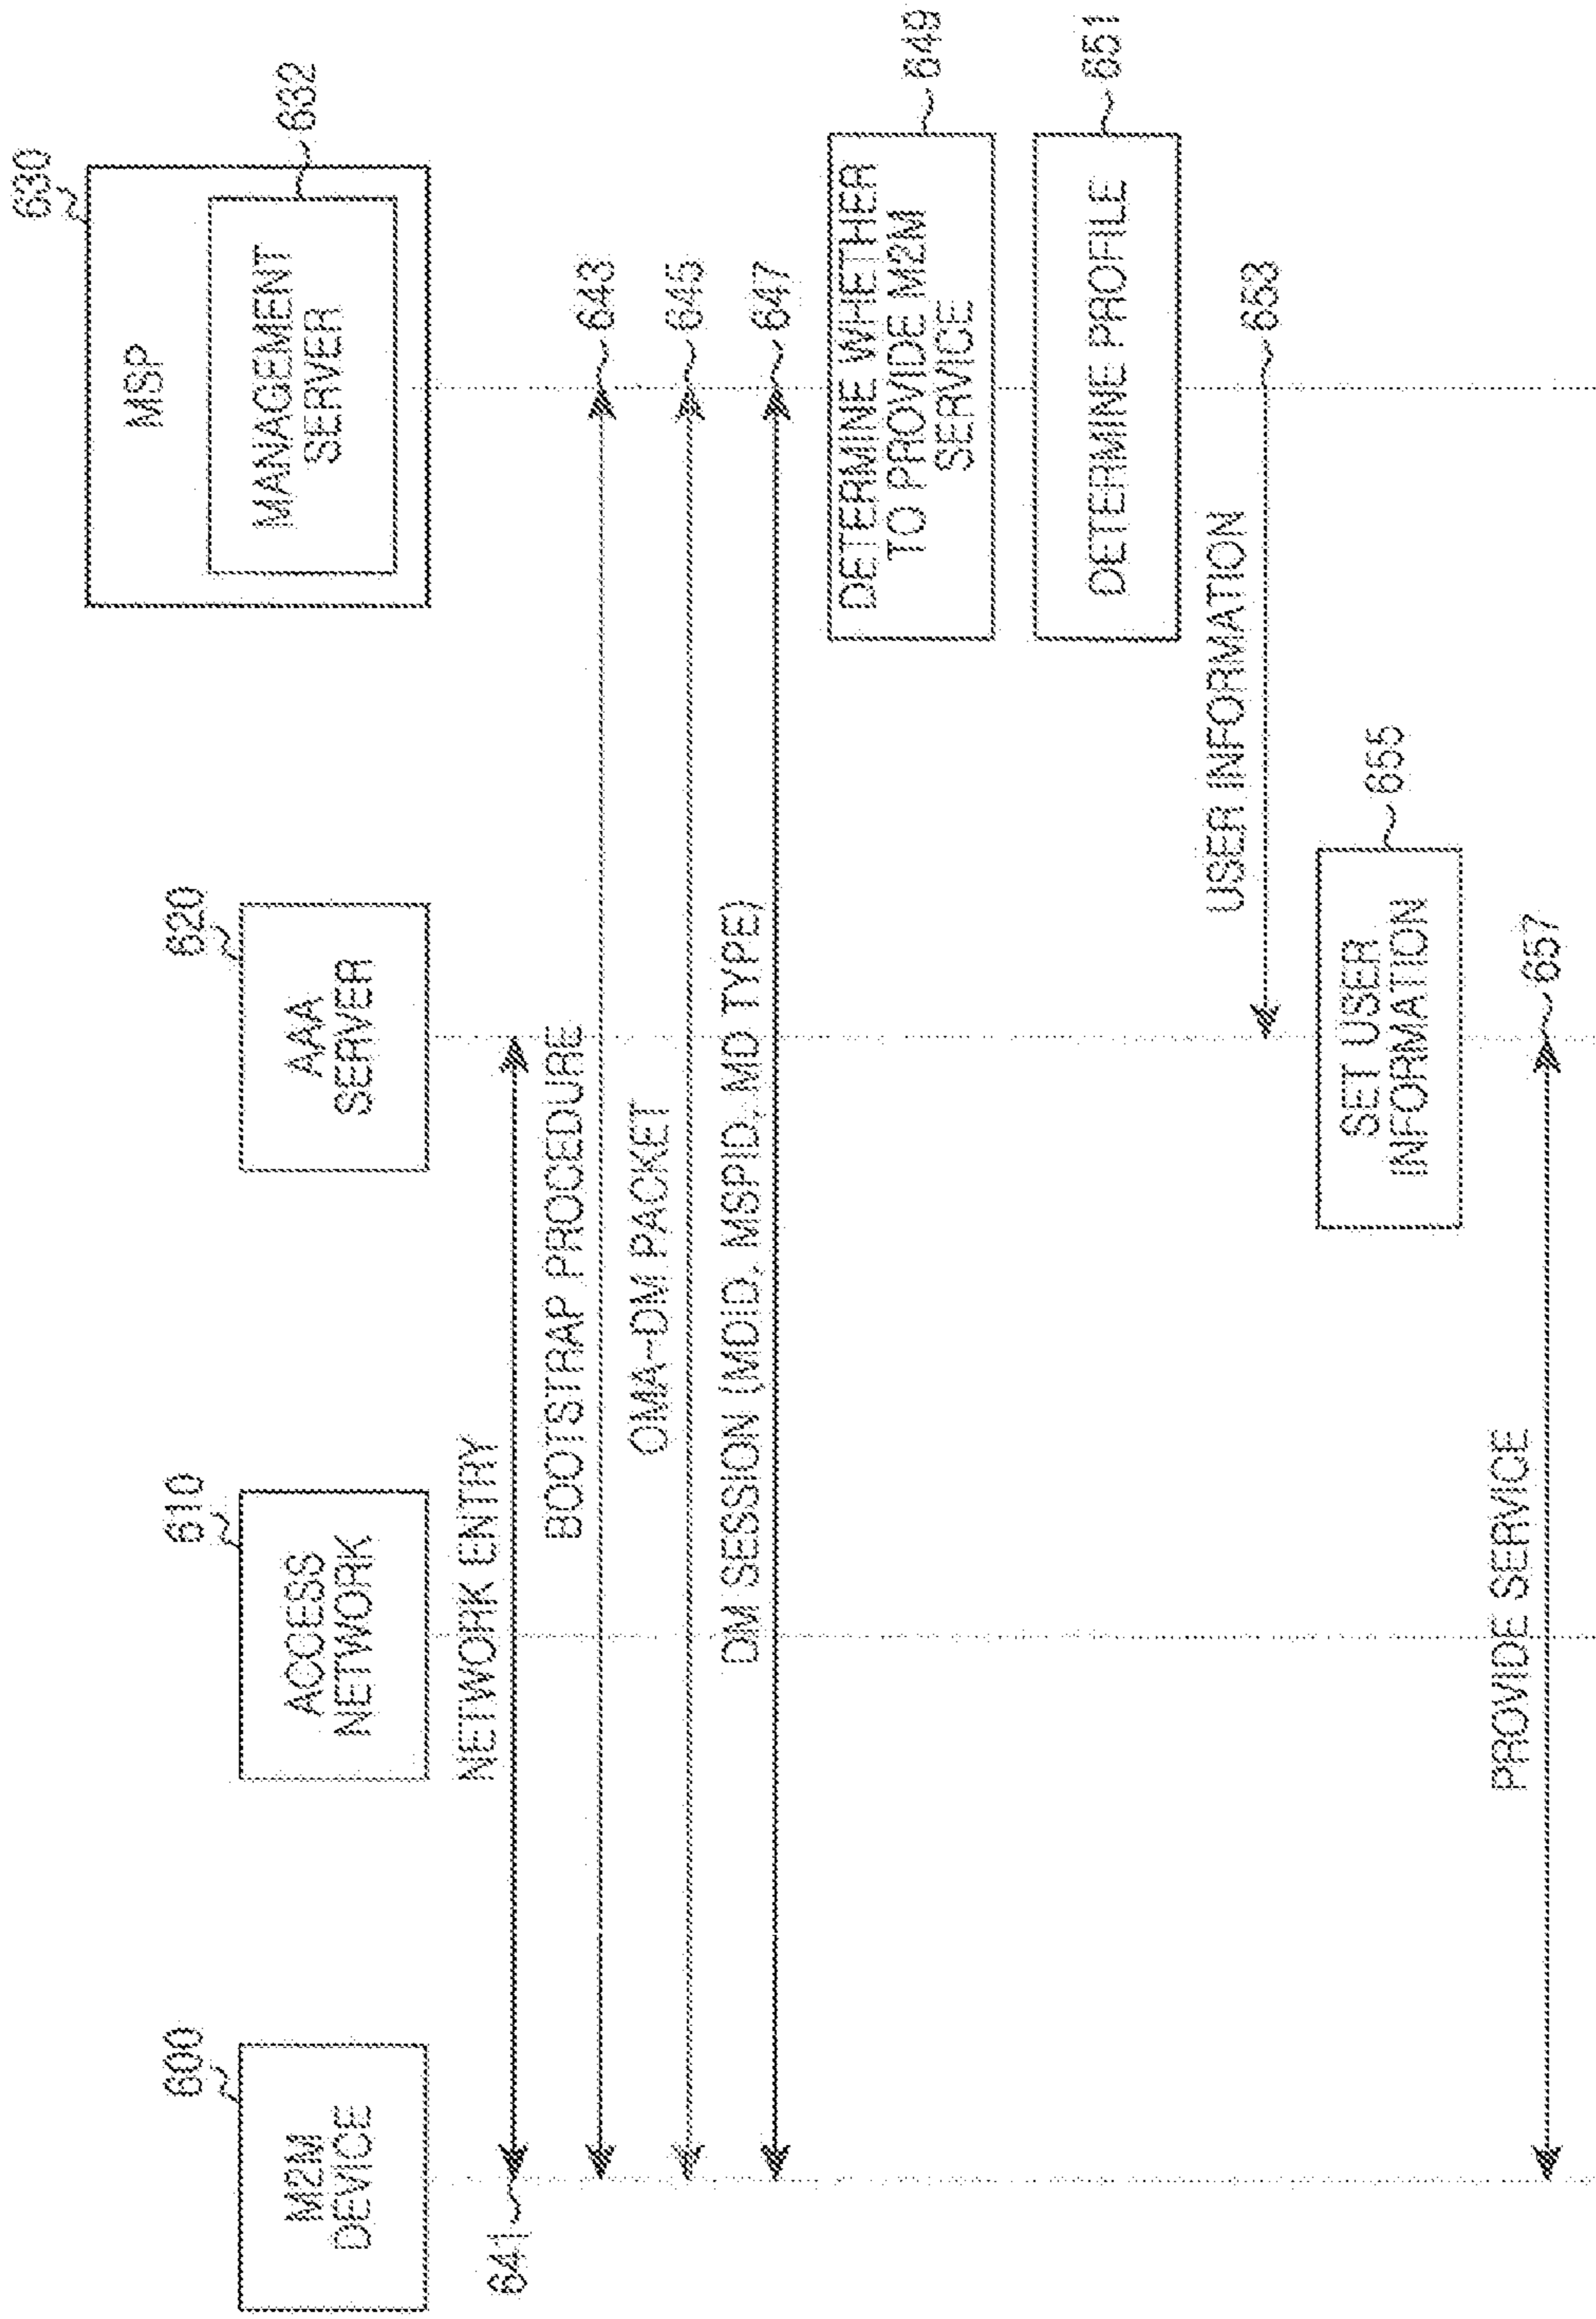 600
M2M
DEVICE
610
ACCESS
NETWORK
620
AAA
SERVER
630
MSP
632
MANAGEMENT
SERVER
641
NETWORK ENTRY
BOOTSTRAP PROCEDURE
643
OMA-DM PACKET
645
DM SESSION (MDID, MSPID, MD TYPE)
647
DETERMINE WHETHER
TO PROVIDE M2M
SERVICE
649
DETERMINE PROFILE
651
USER INFORMATION
653
SET USER
INFORMATION
655
PROVIDE SERVICE
657